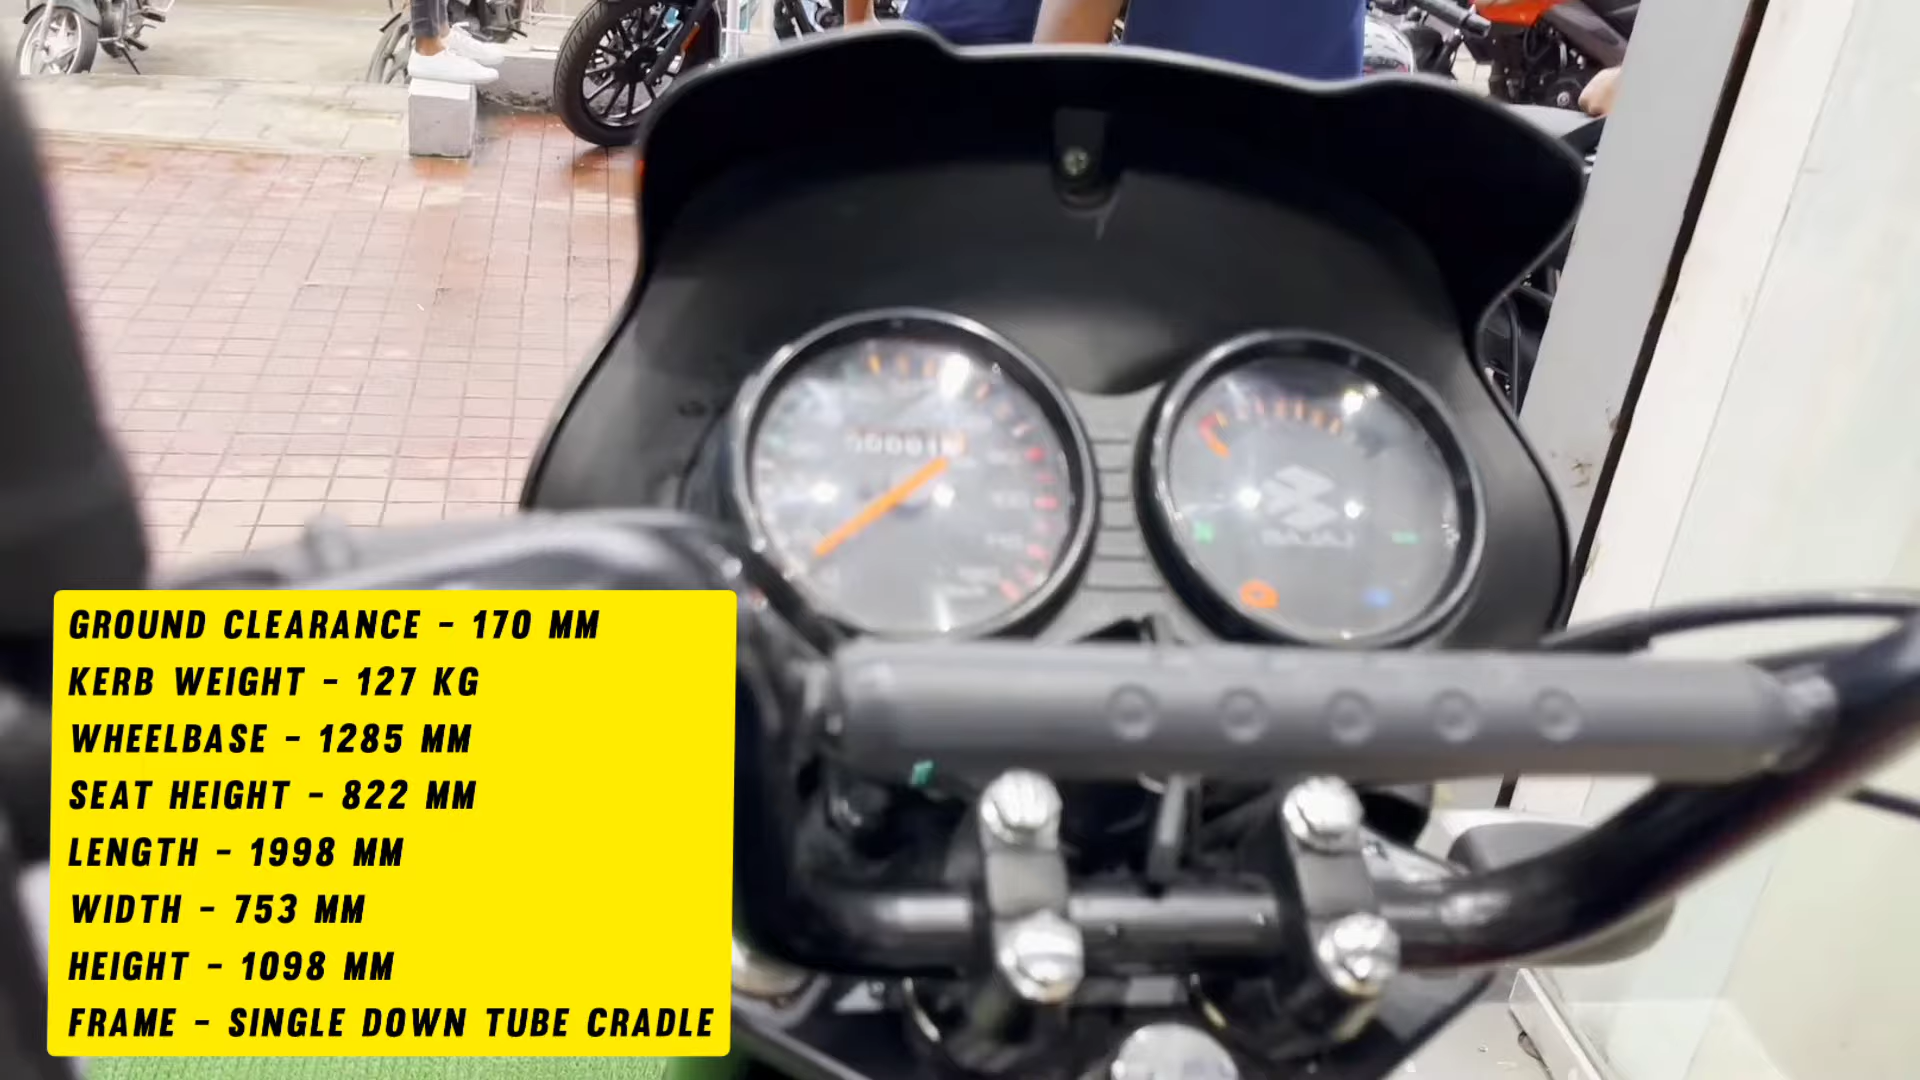 GROUND CLEARANCE - 170 MM
KERB WEIGHT - 127 KG
WHEELBASE - 1285 MM
SEAT HEIGHT - 822 MM
LENGTH - 1998 MM
WIDTH - 753 MM
HEIGHT - 1098 MM
FRAME - SINGLE DOWN TUBE CRADLE